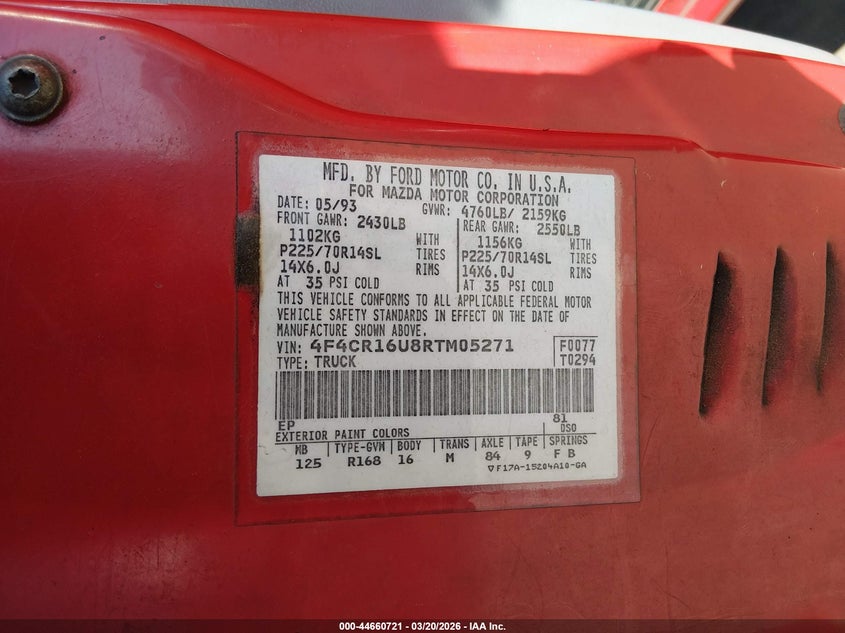 MFD. BY FORD MOTOR CO. IN U.S.A.
FOR MAZDA MOTOR CORPORATION
DATE: 05/93 GVWR: 4760LB/ 2159KG
FRONT GAWR: 2430LB REAR GAWR: 2550LB
1102KG WITH 1156KG WITH
P225/70R14SL TIRES P225/70R14SL TIRES
14X6.0J RIMS 14X6.0J RIMS
AT 35 PSI COLD AT 35 PSI COLD
THIS VEHICLE CONFORMS TO ALL APPLICABLE FEDERAL MOTOR
VEHICLE SAFETY STANDARDS IN EFFECT ON THE DATE OF
MANUFACTURE SHOWN ABOVE.
VIN: 4F4CR16U8RTM05271 F0077
TYPE: TRUCK T0294
EP 81
EXTERIOR PAINT COLORS DSO
MB TYPE-GVM BODY TRANS AXLE TAPE SPRINGS
125 R168 16 M 84 9 F B
▽F17A-15204A10-GA
000-44660721 - 03/20/2026 - IAA Inc.